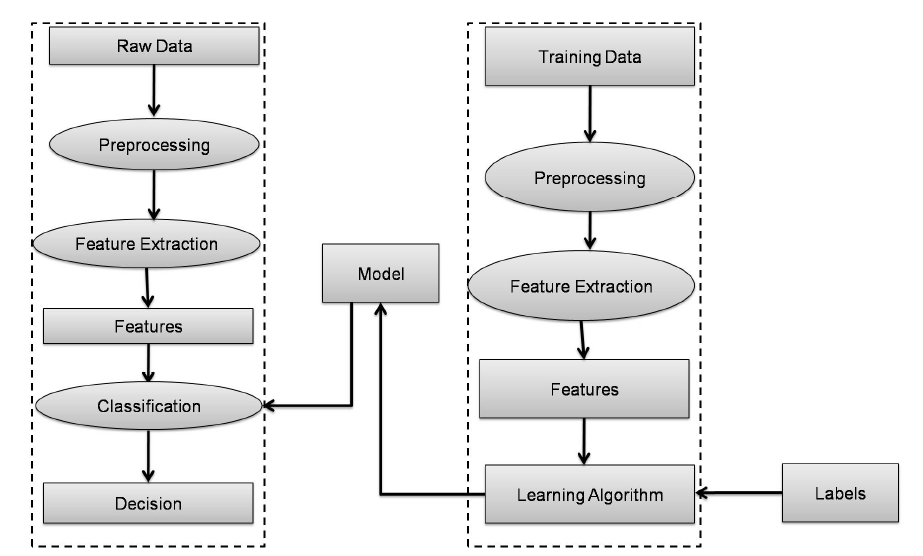 Raw Data
Preprocessing
Feature Extraction
Features
Classification
Decision
Model
Training Data
Preprocessing
Feature Extraction
Features
Learning Algorithm
Labels